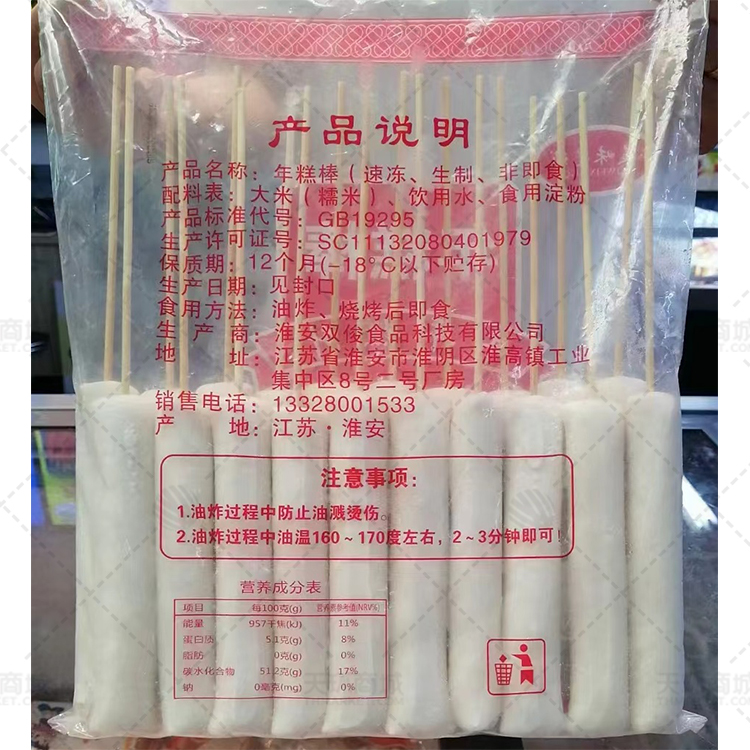 产品说明
产品名称：年糕棒（速冻、生制、非即食）
配料表：大米（糯米）、饮用水、食用淀粉
产品标准代号：GB19295
生产许可证号：SC11132080401979
保质期：12个月(-18°C以下贮存)
生产日期：见封口
食用方法：油炸、烧烤后即食
生产商：淮安双俊食品科技有限公司
地址：江苏省淮安市淮阴区淮高镇工业
集中区8号二号厂房
销售电话：13328001533
产地：江苏·淮安
注意事项：
1.油炸过程中防止油溅烫伤。
2.油炸过程中油温160～170度左右，2～3分钟即可！
营养成分表
项目 每100克(g) 营养素参考值(NRV%)
能量 957千焦(kJ) 11%
蛋白质 5.1克(g) 8%
脂肪 0克(g) 0%
碳水化合物 51.2克(g) 17%
钠 0毫克(mg) 0%